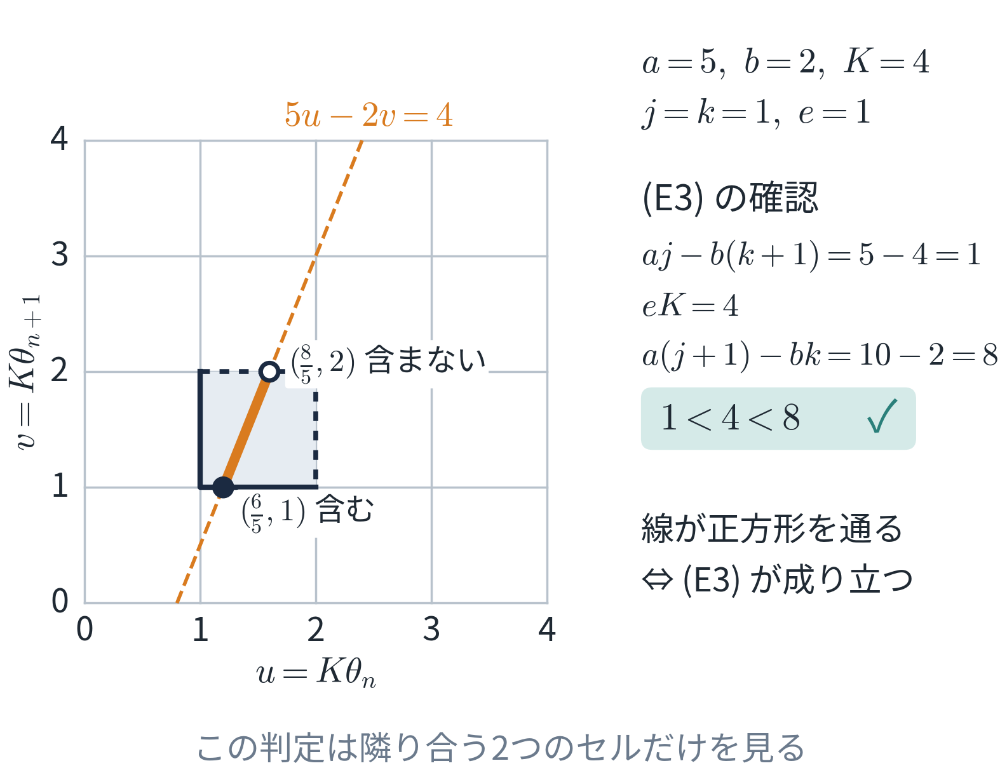 a = 5, b = 2, K = 4
j = k = 1, e = 1
5u − 2v = 4
(E3) の確認
aj − b(k + 1) = 5 − 4 = 1
eK = 4
a(j + 1) − bk = 10 − 2 = 8
1 < 4 < 8 ✓
線が正方形を通る
⇔ (E3) が成り立つ
4
3
2
1
0
v = Kθ_{n+1}
(8/5, 2) 含まない
(6/5, 1) 含む
0 1 2 3 4
u = Kθ_n
この判定は隣り合う2つのセルだけを見る